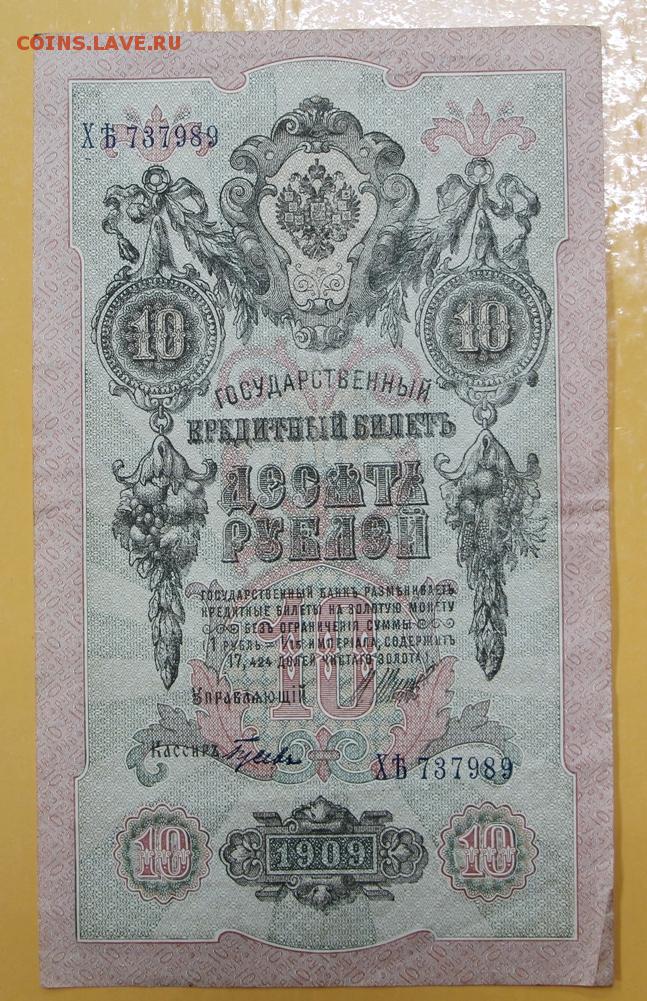 COINS.LAVE.RU
ХѢ 737989
10
10
ГОСУДАРСТВЕННЫЙ
КРЕДИТНЫЙ БИЛЕТЪ
ДЕСЯТЬ
РУБЛЕЙ
ГОСУДАРСТВЕННЫЙ БАНКЪ РАЗМѢНИВАЕТЪ
КРЕДИТНЫЕ БИЛЕТЫ НА ЗОЛОТУЮ МОНЕТУ
БЕЗЪ ОГРАНИЧЕНІЯ СУММЫ
(1 РУБЛЬ = 1/15 ИМПЕРІАЛА, СОДЕРЖИТЪ
17,424 ДОЛЕЙ ЧИСТАГО ЗОЛОТА).
10
УПРАВЛЯЮЩІЙ
КАССИРЪ
ХѢ 737989
10
1909
10